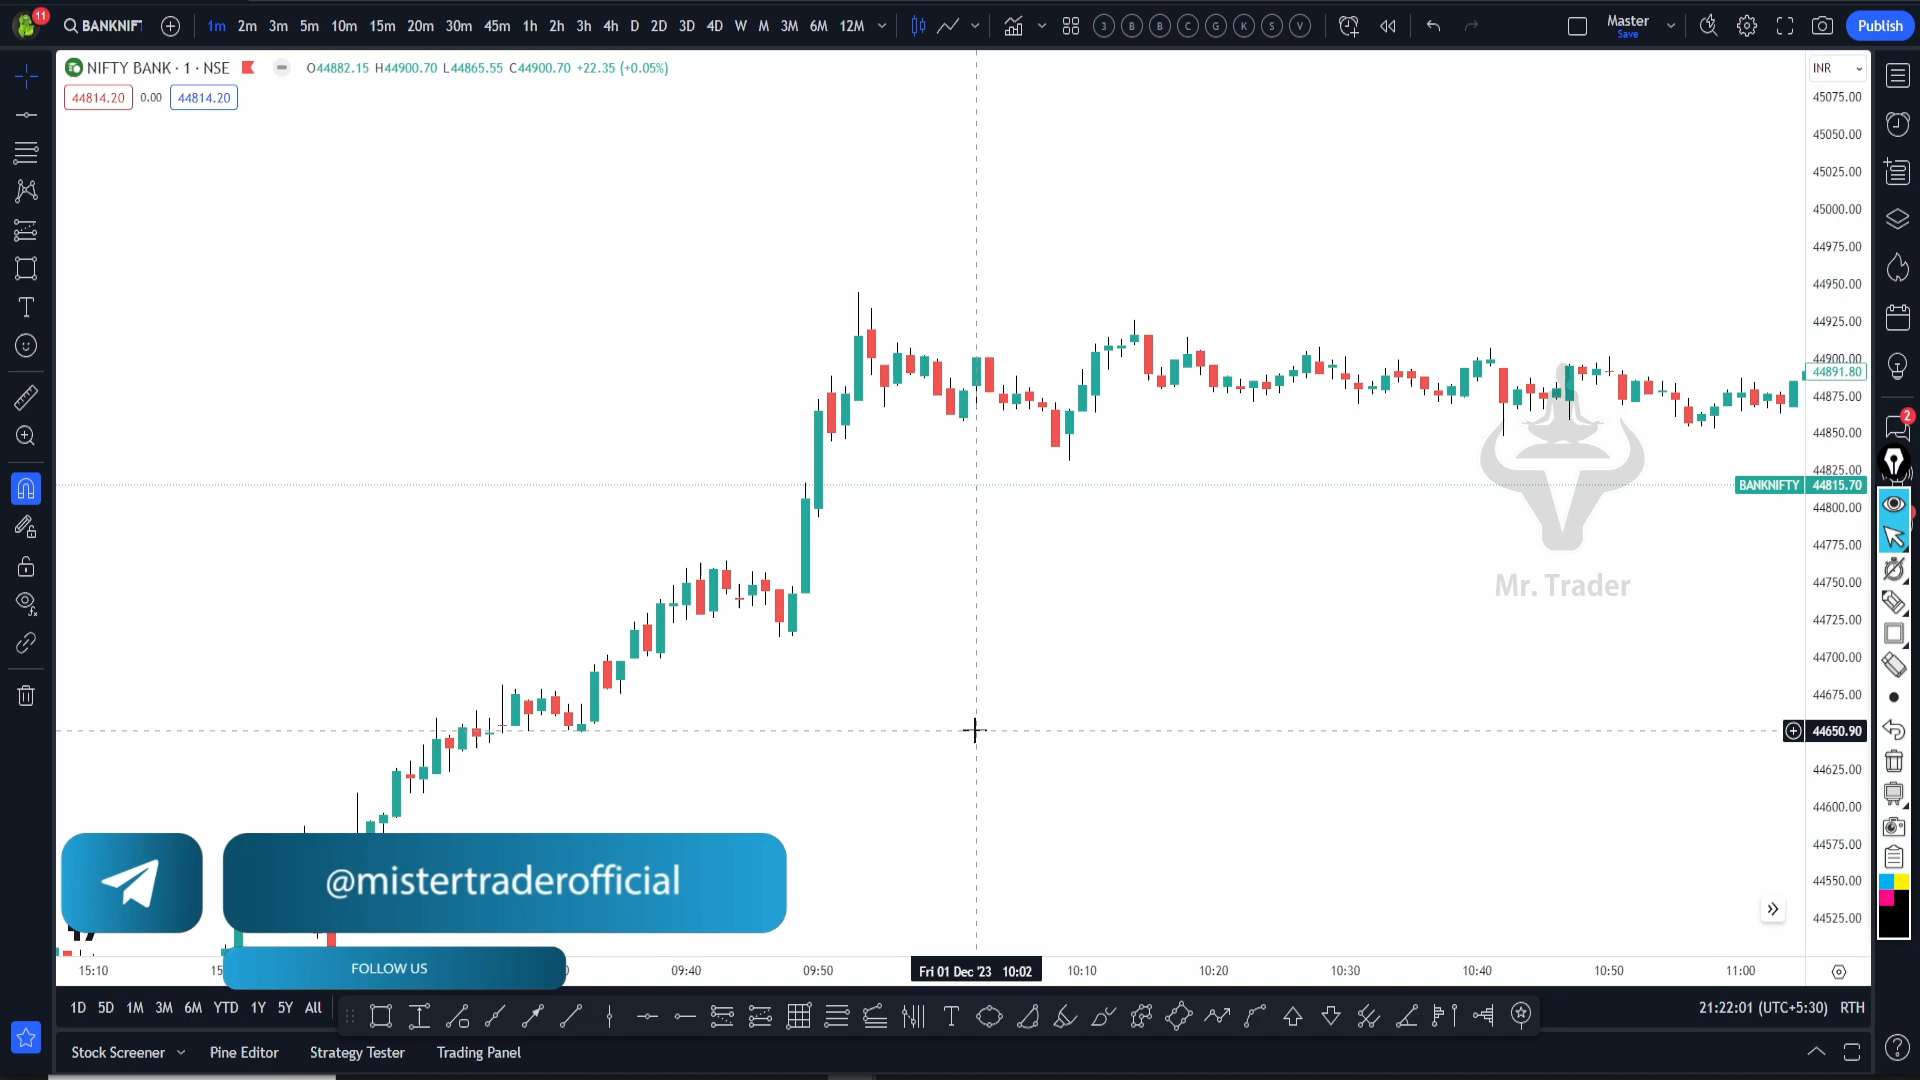 11
BANKNIF
1m 2m 3m 5m 10m 15m 20m 30m 45m 1h 2h 3h 4h D 2D 3D 4D W M 3M 6M 12M
3 B B C G K S V
Master
Save
Publish
NIFTY BANK · 1 · NSE
O44882.15 H44900.70 L44865.55 C44900.70 +22.35 (+0.05%)
44814.20 0.00 44814.20
INR
45075.00
45050.00
45025.00
45000.00
44975.00
44950.00
44925.00
44900.00
44891.80
44875.00
44850.00
2
44825.00
BANKNIFTY 44815.70
44800.00
44775.00
44750.00
44725.00
44700.00
44675.00
44650.90
44625.00
44600.00
44575.00
44550.00
44525.00
Mr. Trader
@mistertraderofficial
FOLLOW US
15:10 09:40 09:50 Fri 01 Dec '23 10:02 10:10 10:20 10:30 10:40 10:50 11:00
1D 5D 1M 3M 6M YTD 1Y 5Y All
21:22:01 (UTC+5:30) RTH
Stock Screener Pine Editor Strategy Tester Trading Panel